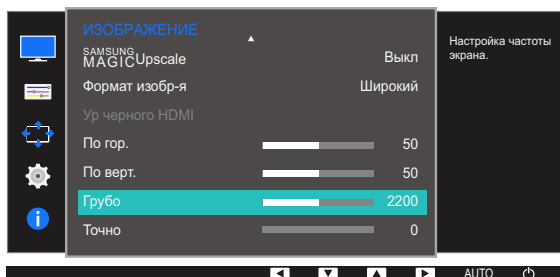 ИЗОБРАЖЕНИЕ
SAMSUNG MAGIC Upscale Выкл
Формат изобр-я Широкий
Ур черного HDMI
По гор. 50
По верт. 50
Грубо 2200
Точно 0
Настройка частоты
экрана.
AUTO